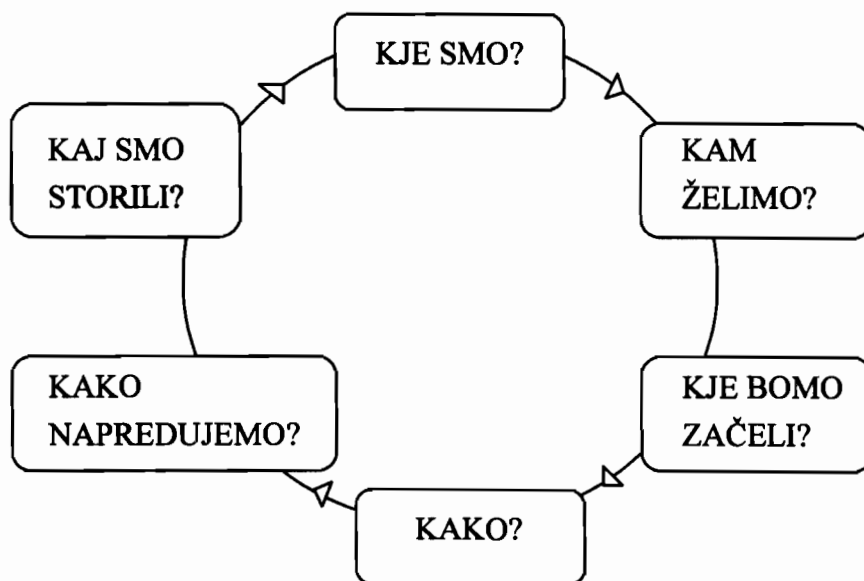 KJE SMO?
KAM
ŽELIMO?
KJE BOMO
ZAČELI?
KAKO?
KAKO
NAPREDUJEMO?
KAJ SMO
STORILI?